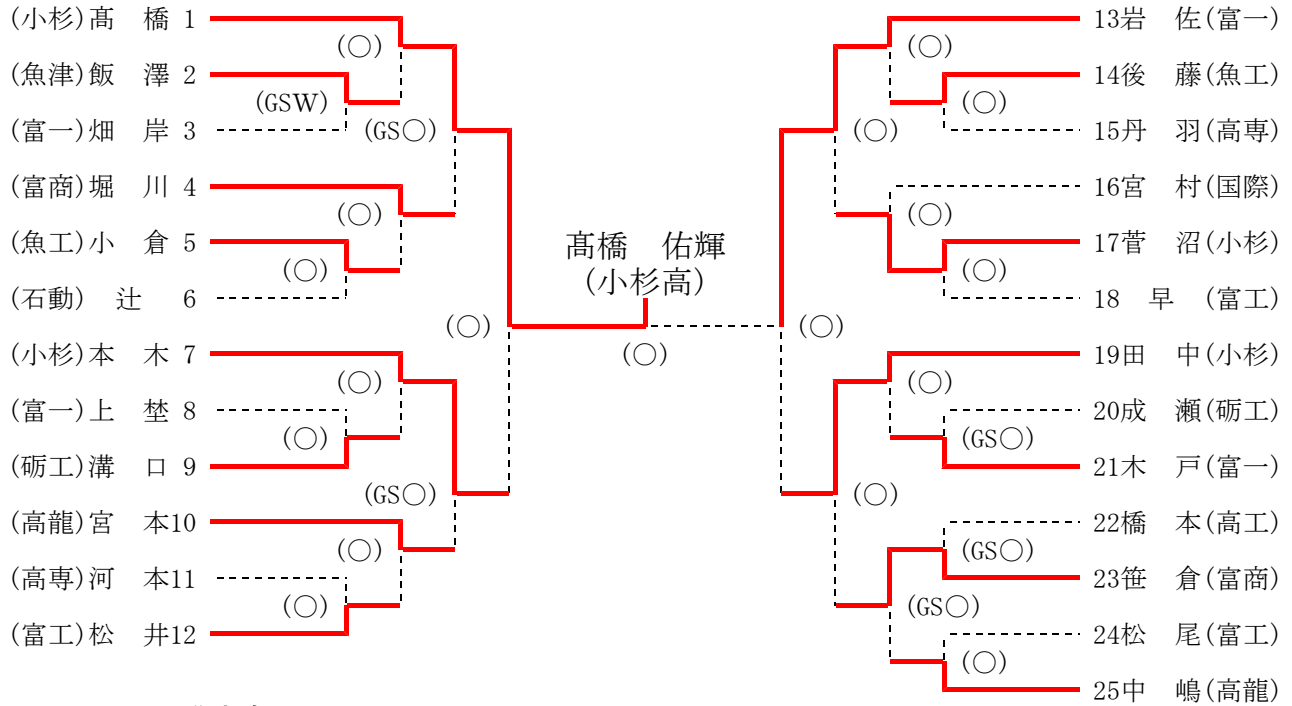 (小杉)髙　橋 1
(○)
(魚津)飯　澤 2
(GSW)
(富一)畑　岸 3
(GS○)
(富商)堀　川 4
(○)
(魚工)小　倉 5
(○)
(石動)　辻　 6
(○)
(小杉)本　木 7
(○)
(富一)上　埜 8
(○)
(砺工)溝　口 9
(GS○)
(高龍)宮　本10
(○)
(高専)河　本11
(○)
(富工)松　井12
髙橋　佑輝
(小杉高)
(○)
13岩　佐(富一)
(○)
14後　藤(魚工)
(○)
15丹　羽(高専)
(○)
16宮　村(国際)
(○)
17菅　沼(小杉)
(○)
18　早　(富工)
(○)
19田　中(小杉)
(○)
20成　瀬(砺工)
(GS○)
21木　戸(富一)
(○)
22橋　本(高工)
(GS○)
23笹　倉(富商)
(GS○)
24松　尾(富工)
(○)
25中　嶋(高龍)